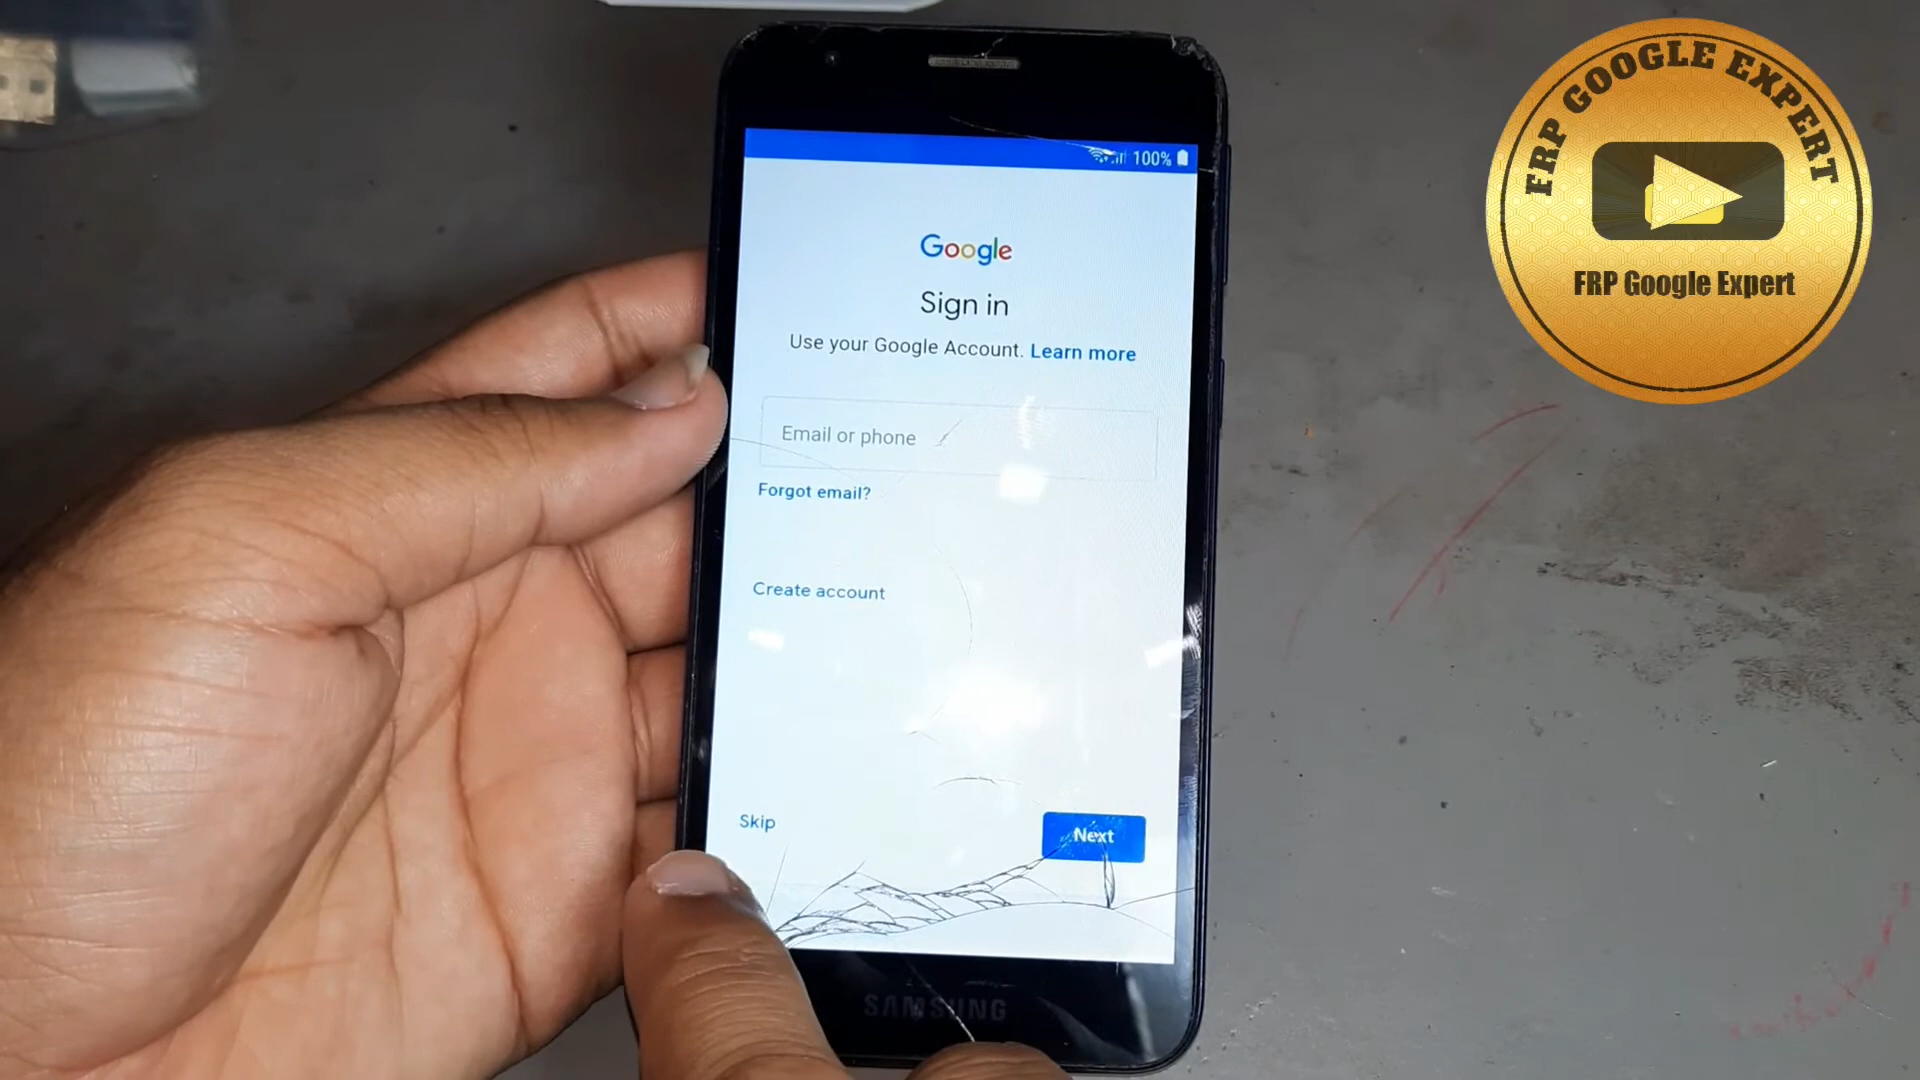 100%
Google
Sign in
Use your Google Account. Learn more
Email or phone
Forgot email?
Create account
Skip
Next
SAMSUNG
FRP GOOGLE EXPERT
FRP Google Expert